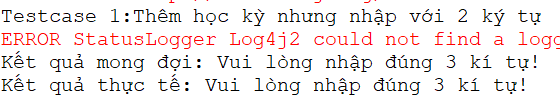 Testcase 1:Thêm học kỳ nhưng nhập với 2 ký tự
ERROR StatusLogger Log4j2 could not find a
Kết quả mong đợi: Vui lòng nhập đúng 3 kí tự!
Kết quả thực tế: Vui lòng nhập đúng 3 kí tự!